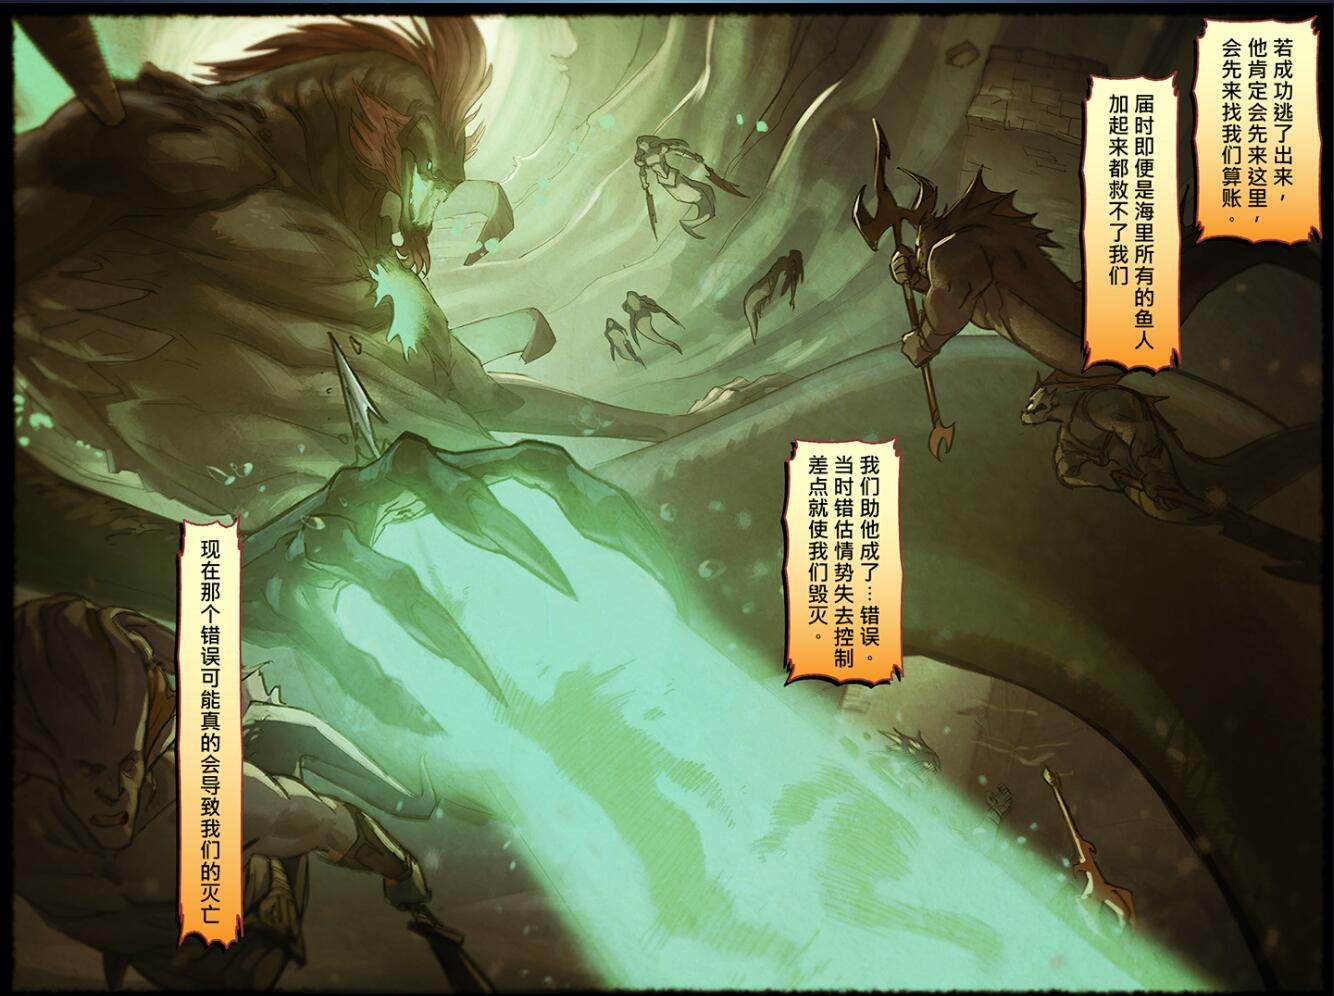 若成功逃了出来，
他肯定会先来这里，
会先来找我们算账。
届时即便是海里所有的鱼人
加起来都救不了我们
我们助他成了…错误。
当时错估情势失去控制
差点就使我们毁灭。
现在那个错误可能真的会导致我们的灭亡